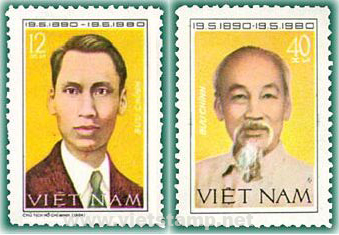 19.5.1890-19.5.1980
12
XU
BƯU CHÍNH
VIỆT NAM
19.5.1890-19.5.1980
40
XU
BƯU CHÍNH
VIỆT NAM
www.vietstamp.net